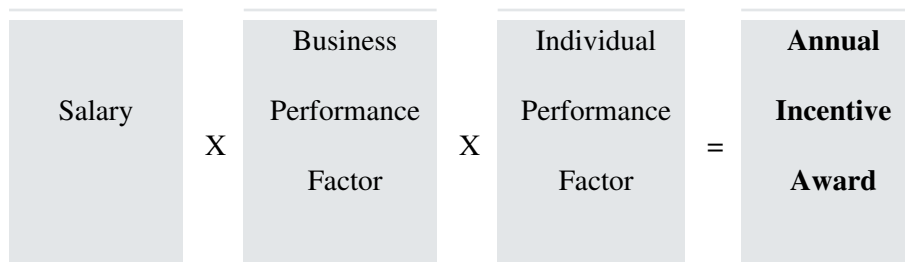 Salary
X
Business
Performance
Factor
X
Individual
Performance
Factor
=
Annual
Incentive
Award